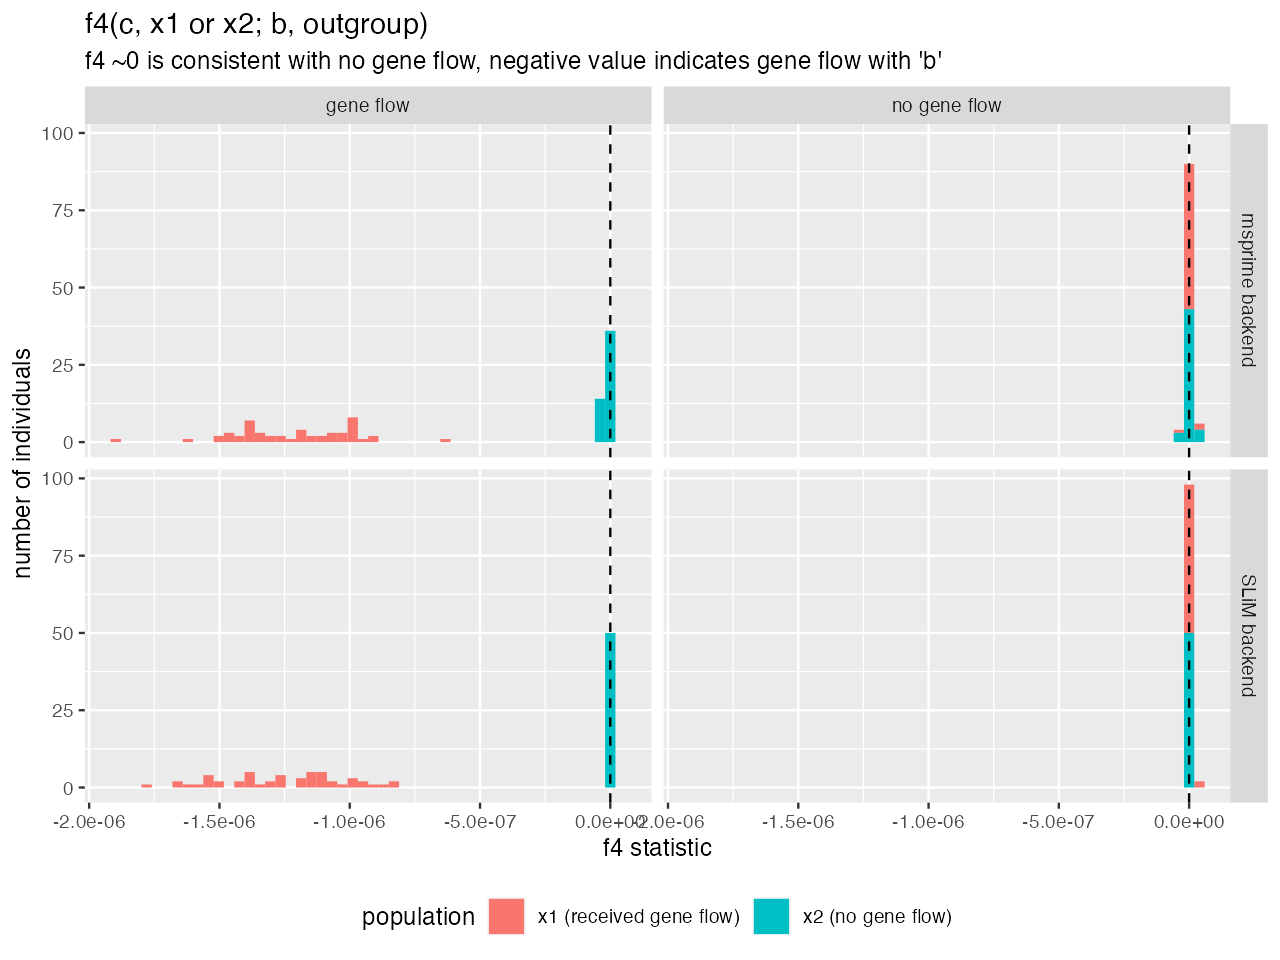 f4(c, x1 or x2; b, outgroup)
f4 ~0 is consistent with no gene flow, negative value indicates gene flow with 'b'
gene flow
no gene flow
100
75
50
25
0
msprime backend
100
75
50
25
0
SLiM backend
number of individuals
-2.0e-06 -1.5e-06 -1.0e-06 -5.0e-07 0.0e+00
-2.0e-06 -1.5e-06 -1.0e-06 -5.0e-07 0.0e+00
f4 statistic
population x1 (received gene flow) x2 (no gene flow)